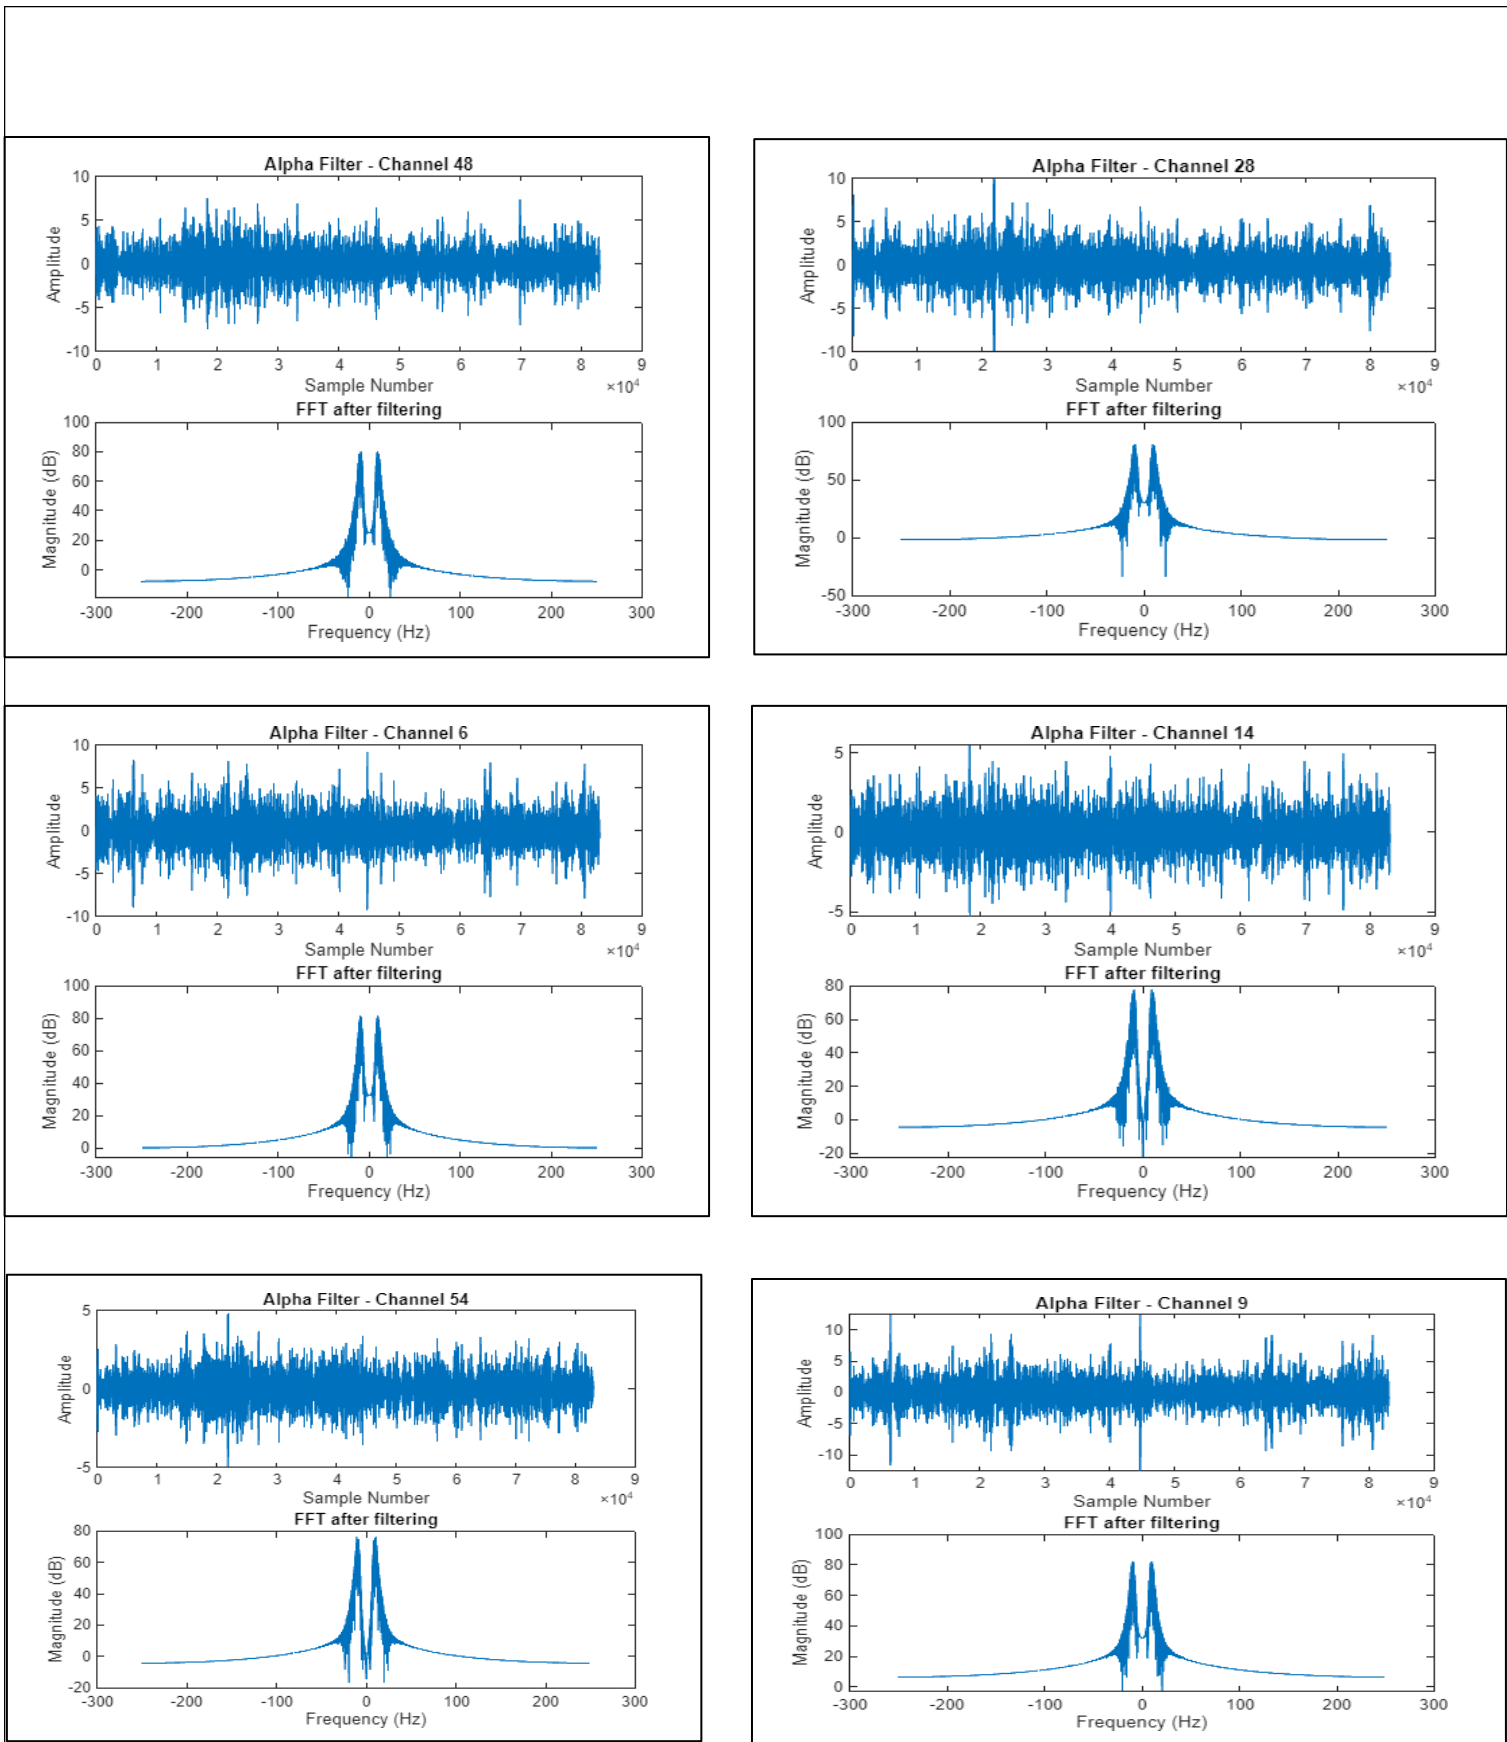 Alpha Filter - Channel 48
10
5
0
-5
-10
Amplitude
0 1 2 3 4 5 6 7 8 9
Sample Number ×10⁴
FFT after filtering
100
80
60
40
20
0
Magnitude (dB)
-300 -200 -100 0 100 200 300
Frequency (Hz)
Alpha Filter - Channel 28
10
5
0
-5
-10
Amplitude
0 1 2 3 4 5 6 7 8 9
Sample Number ×10⁴
FFT after filtering
100
50
0
-50
Magnitude (dB)
-300 -200 -100 0 100 200 300
Frequency (Hz)
Alpha Filter - Channel 6
10
5
0
-5
-10
Amplitude
0 1 2 3 4 5 6 7 8 9
Sample Number ×10⁴
FFT after filtering
100
80
60
40
20
0
Magnitude (dB)
-300 -200 -100 0 100 200 300
Frequency (Hz)
Alpha Filter - Channel 14
5
0
-5
Amplitude
0 1 2 3 4 5 6 7 8 9
Sample Number ×10⁴
FFT after filtering
80
60
40
20
0
-20
Magnitude (dB)
-300 -200 -100 0 100 200 300
Frequency (Hz)
Alpha Filter - Channel 54
5
0
-5
Amplitude
0 1 2 3 4 5 6 7 8 9
Sample Number ×10⁴
FFT after filtering
80
60
40
20
0
-20
Magnitude (dB)
-300 -200 -100 0 100 200 300
Frequency (Hz)
Alpha Filter - Channel 9
10
5
0
-5
-10
Amplitude
0 1 2 3 4 5 6 7 8 9
Sample Number ×10⁴
FFT after filtering
100
80
60
40
20
0
Magnitude (dB)
-300 -200 -100 0 100 200 300
Frequency (Hz)